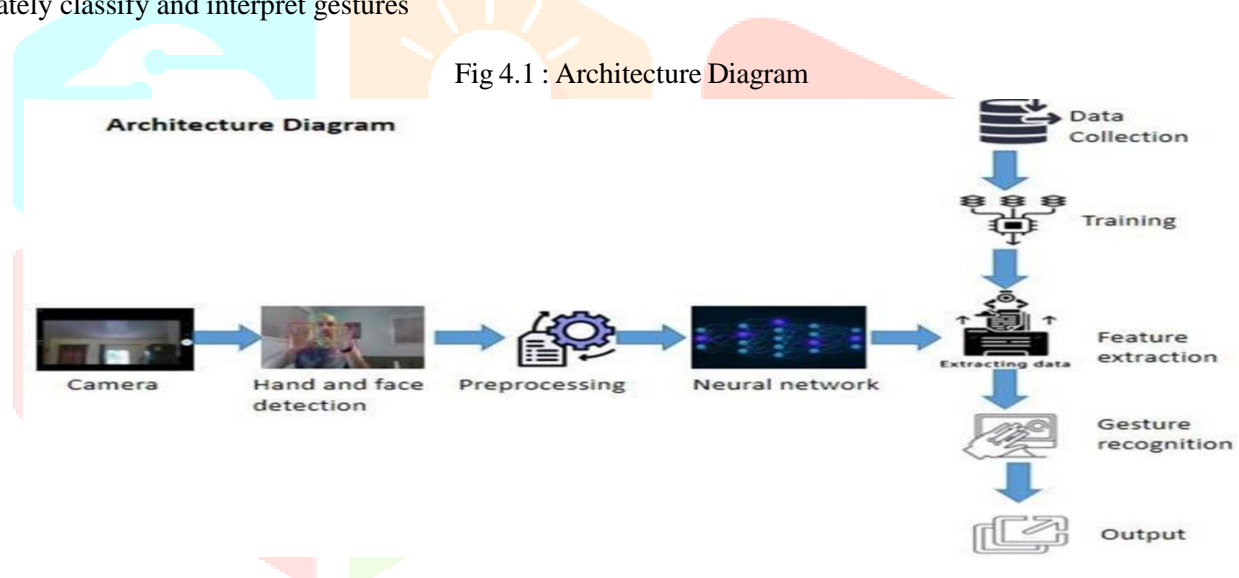 ately classify and interpret gestures
Fig 4.1 : Architecture Diagram
Architecture Diagram
Data
Collection
Training
Camera
Hand and face
detection
Preprocessing
Neural network
Extracting data
Feature
extraction
Gesture
recognition
Output